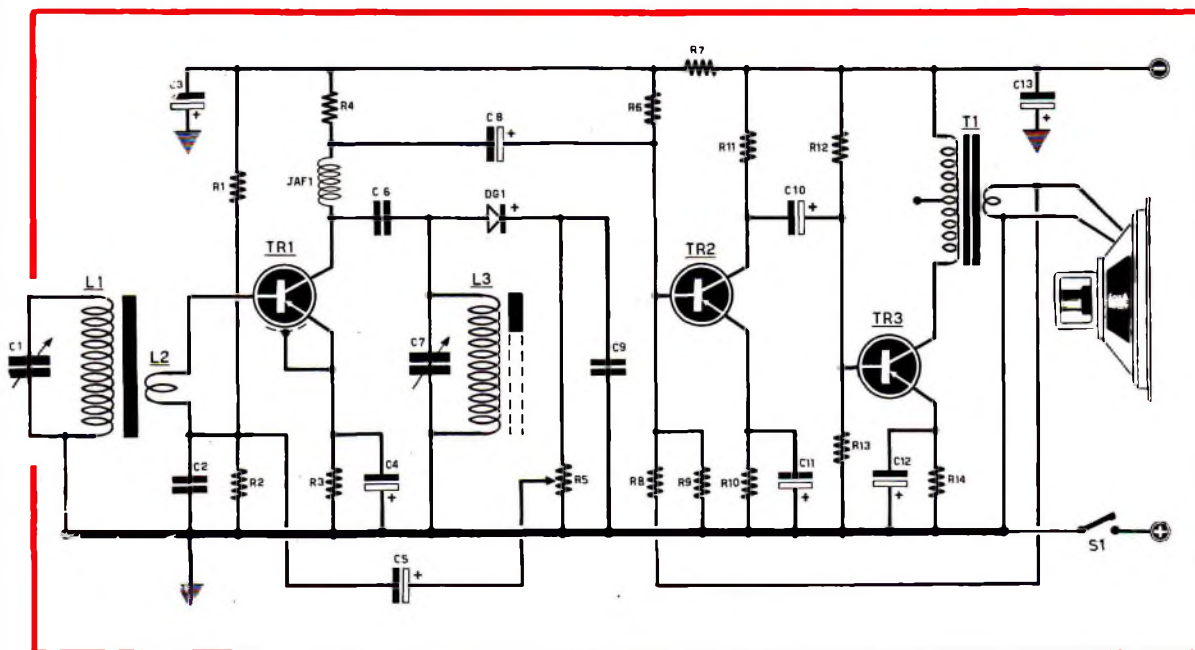 R7
C3
C13
R4
R6
C8
T1
R11
R12
R1
JAF1
C6
DG1
C10
TR1
TR2
L1
L3
TR3
C1
L2
C7
C9
C2
R2
R3
C4
R5
R8
R9
R10
C11
R13
C12
R14
S1
C5
+
+
+
+
+
+
+
+
+
-
+